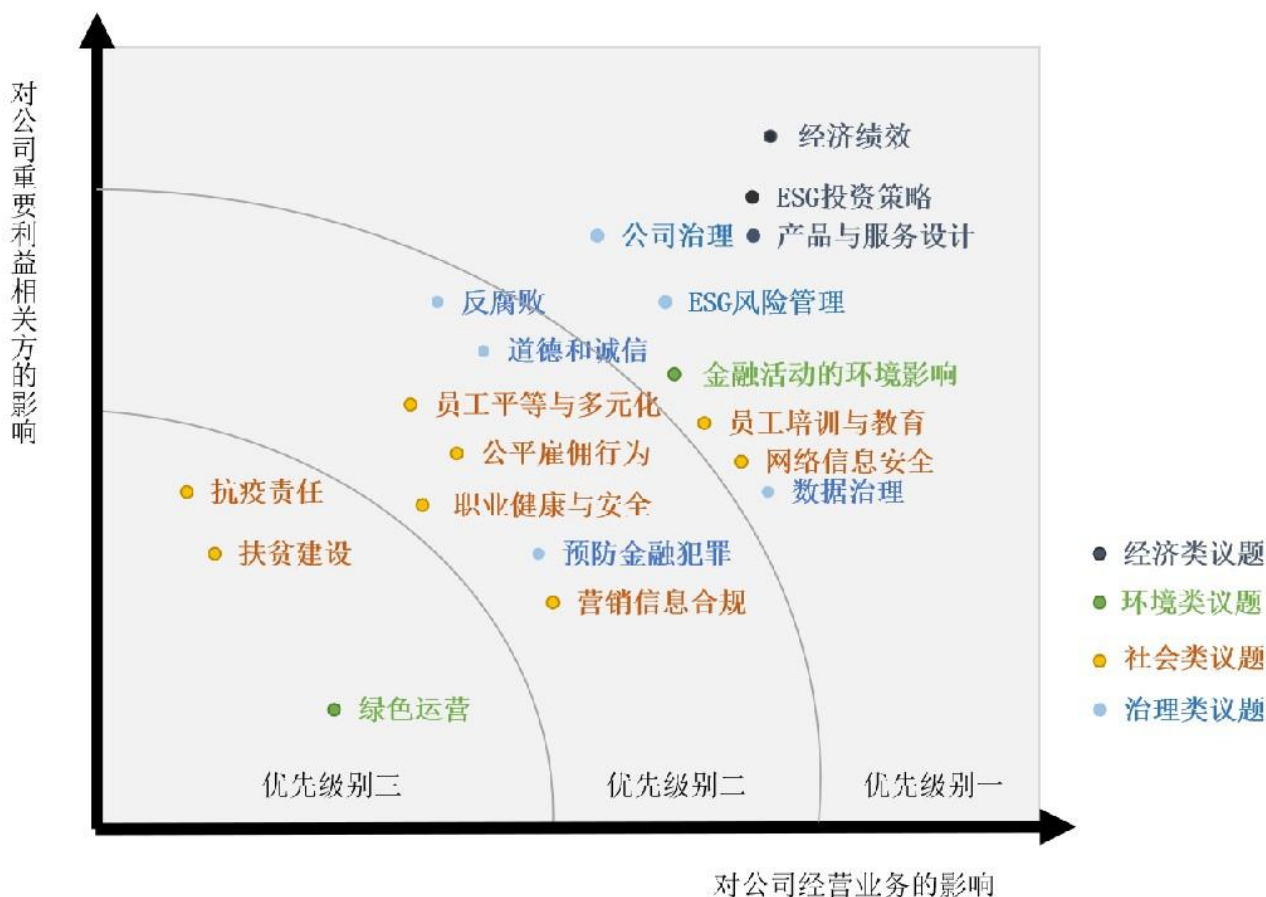 对公司重要利益相关方的影响
经济绩效
ESG投资策略
公司治理
产品与服务设计
反腐败
ESG风险管理
道德和诚信
金融活动的环境影响
员工平等与多元化
员工培训与教育
公平雇佣行为
网络信息安全
抗疫责任
职业健康与安全
数据治理
扶贫建设
预防金融犯罪
营销信息合规
绿色运营
优先级别三
优先级别二
优先级别一
经济类议题
环境类议题
社会类议题
治理类议题
对公司经营业务的影响